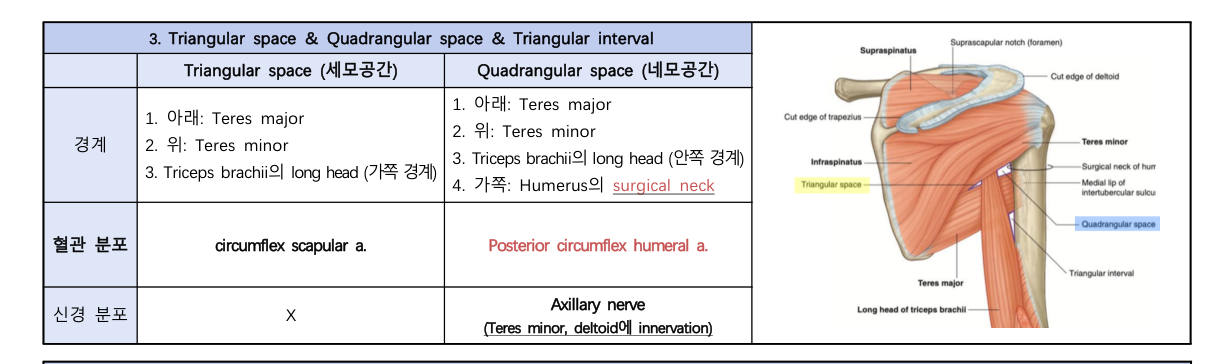 3. Triangular space & Quadrangular space & Triangular interval
Triangular space (세모공간)
Quadrangular space (네모공간)
경계
1. 아래: Teres major
2. 위: Teres minor
3. Triceps brachii의 long head (가쪽 경계)
1. 아래: Teres major
2. 위: Teres minor
3. Triceps brachii의 long head (안쪽 경계)
4. 가쪽: Humerus의 surgical neck
혈관 분포
circumflex scapular a.
Posterior circumflex humeral a.
신경 분포
X
Axillary nerve
(Teres minor, deltoid에 innervation)
Suprascapular notch (foramen)
Supraspinatus
Cut edge of deltoid
Cut edge of trapezius
Teres minor
Infraspinatus
Surgical neck of hum
Triangular space
Medial lip of
intertubercular sulcu
Quadrangular space
Triangular interval
Teres major
Long head of triceps brachii